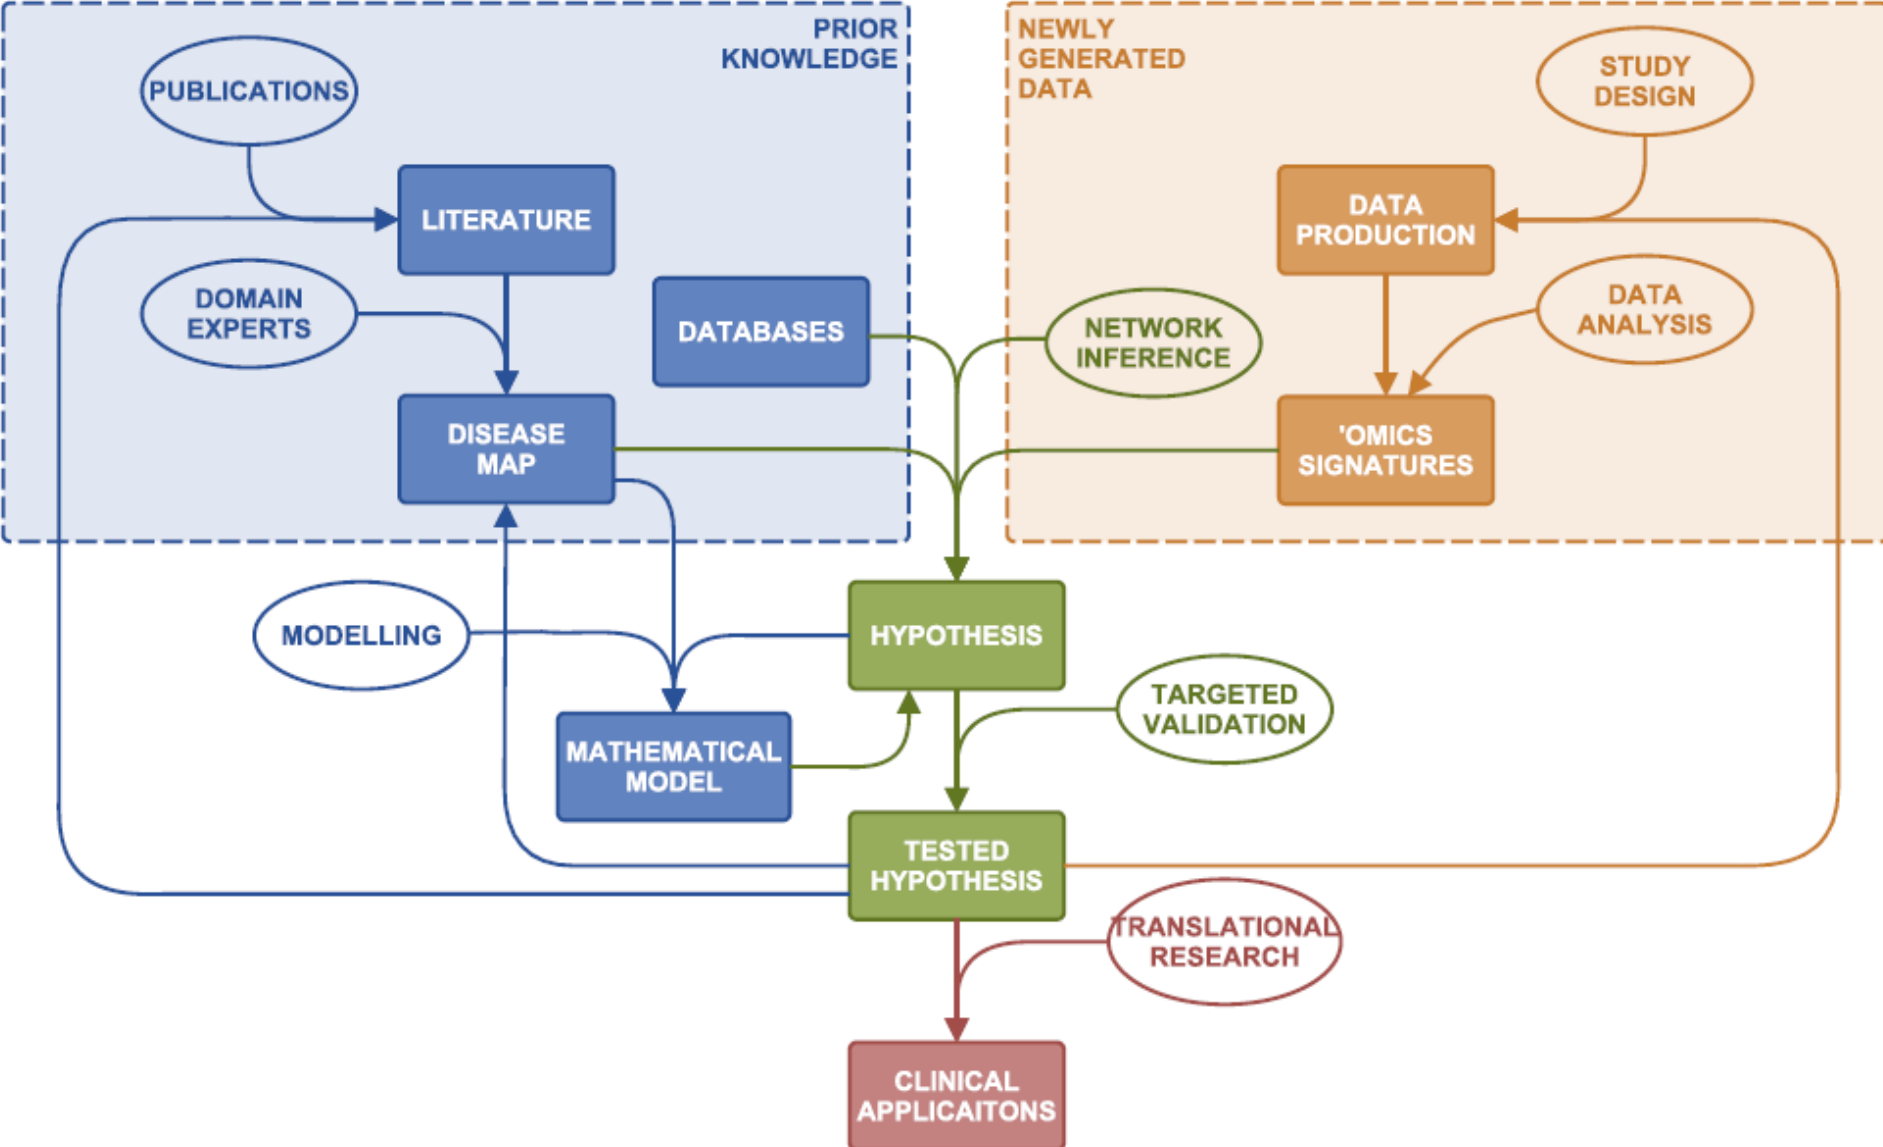 PRIOR
KNOWLEDGE
NEWLY
GENERATED
DATA
PUBLICATIONS
STUDY
DESIGN
LITERATURE
DATA
PRODUCTION
DOMAIN
EXPERTS
DATABASES
NETWORK
INFERENCE
DATA
ANALYSIS
DISEASE
MAP
'OMICS
SIGNATURES
MODELLING
HYPOTHESIS
TARGETED
VALIDATION
MATHEMATICAL
MODEL
TESTED
HYPOTHESIS
TRANSLATIONAL
RESEARCH
CLINICAL
APPLICAITONS